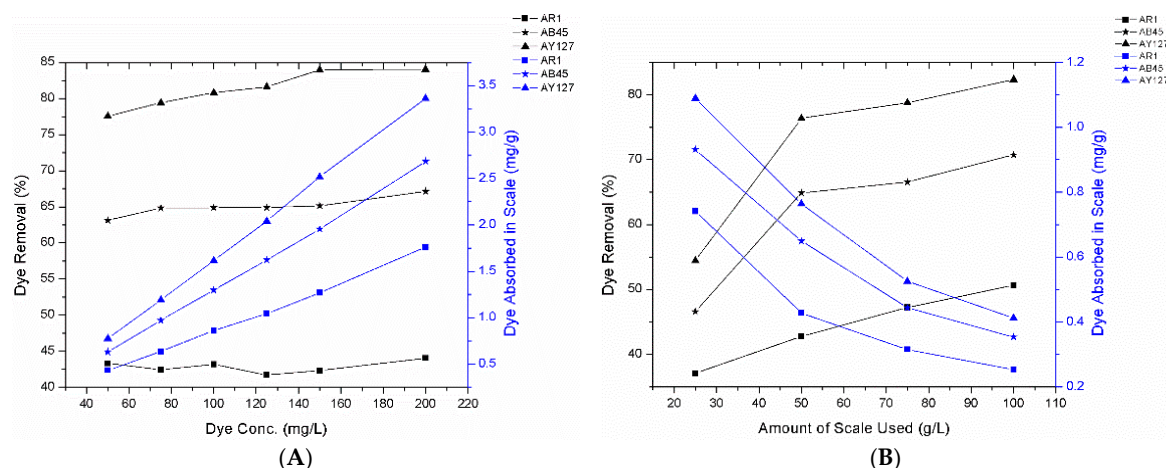 AR1
AB45
AY127
AR1
AB45
AY127
85
80
75
70
65
60
55
50
45
40
Dye Removal (%)
3.5
3.0
2.5
2.0
1.5
1.0
0.5
Dye Absorbed in Scale (mg/g)
40 60 80 100 120 140 160 180 200 220
Dye Conc. (mg/L)
(A)
AR1
AB45
AY127
AR1
AB45
AY127
80
70
60
50
40
Dye Removal (%)
1.2
1.0
0.8
0.6
0.4
0.2
Dye Absorbed in Scale (mg/g)
20 30 40 50 60 70 80 90 100 110
Amount of Scale Used (g/L)
(B)